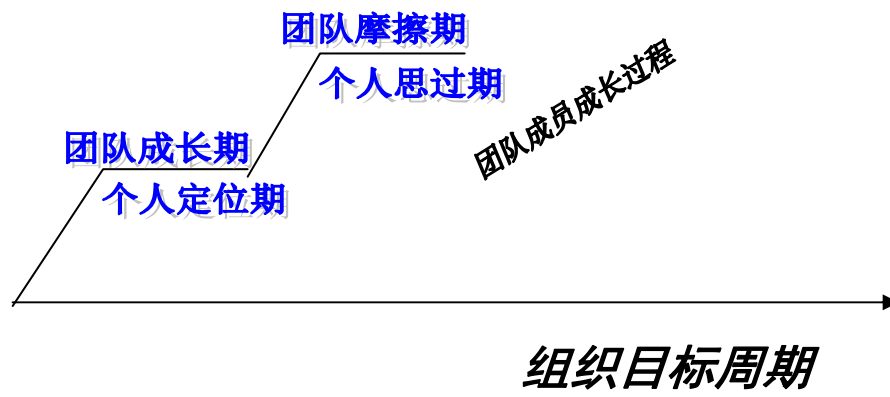 团队摩擦期
个人思过期
团队成员成长过程
团队成长期
个人定位期
组织目标周期